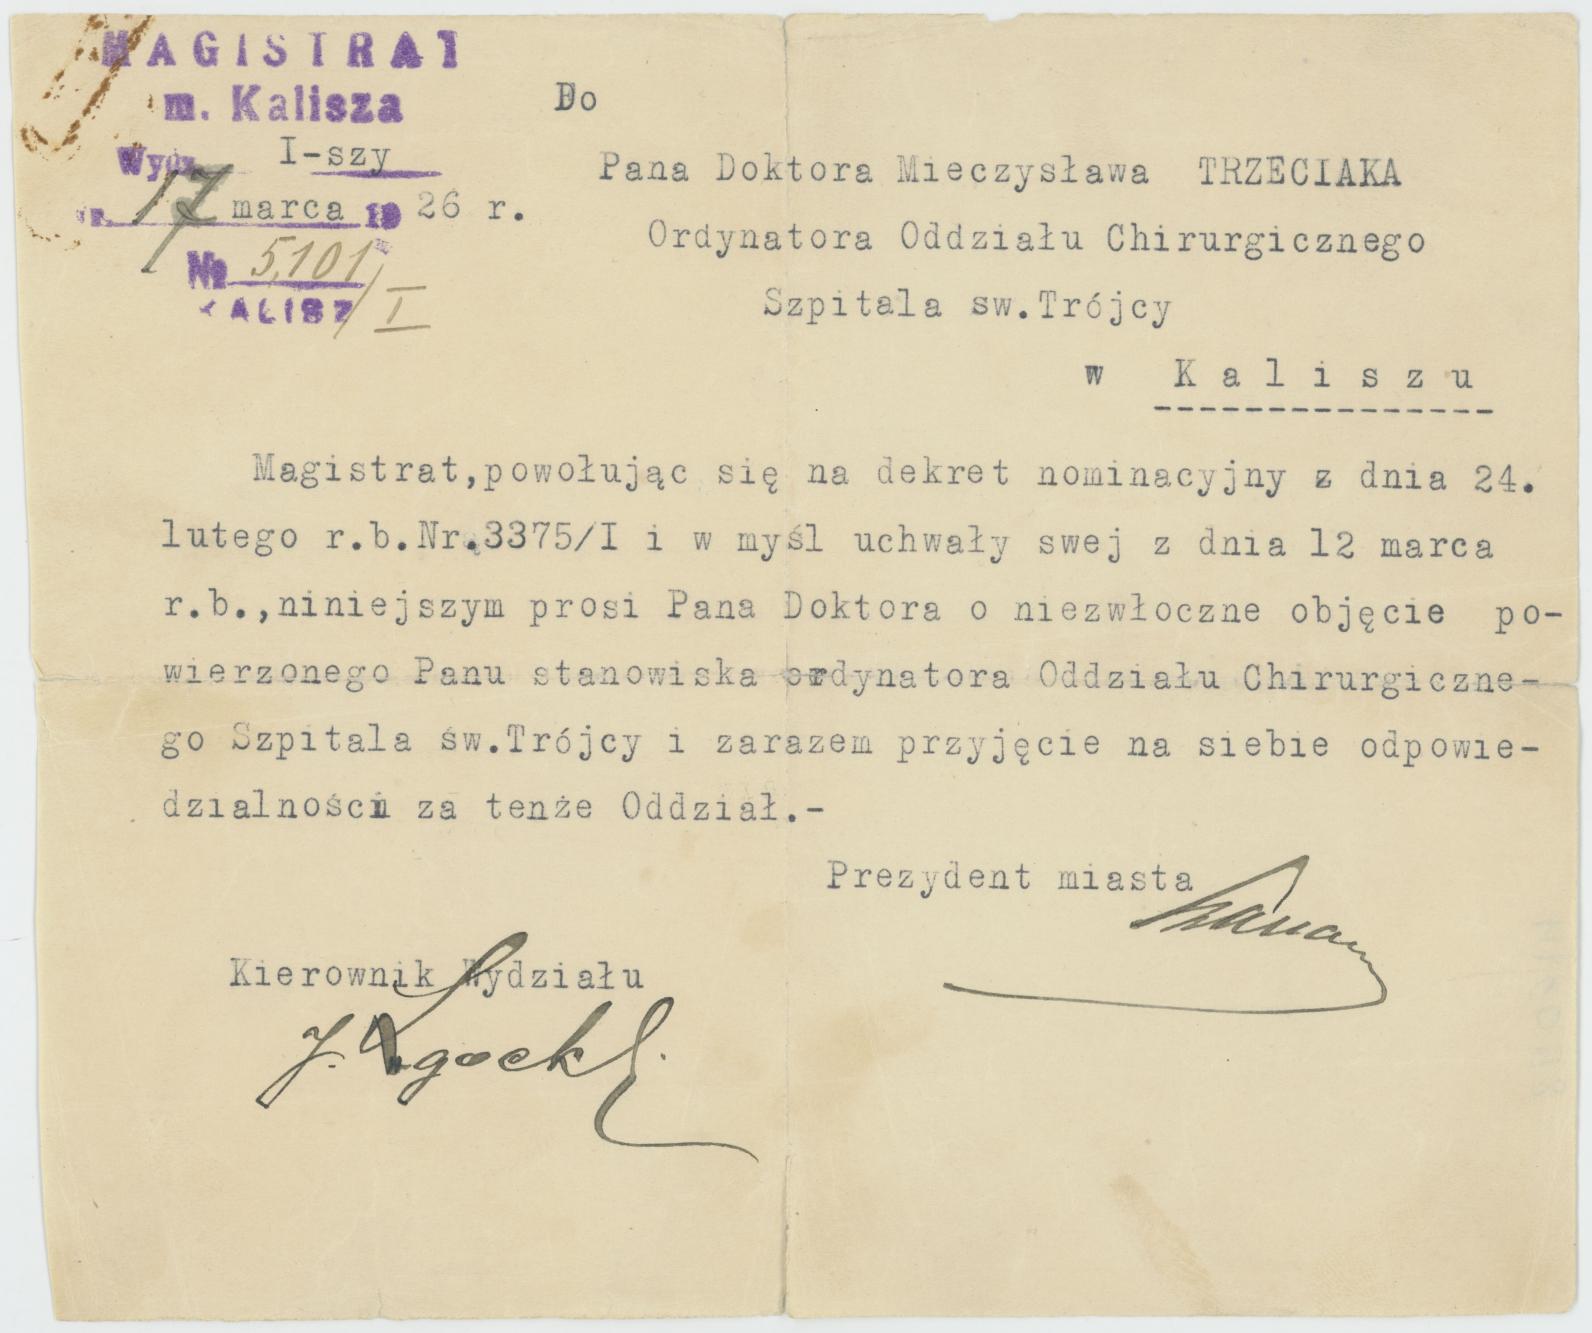 MAGISTRAT
m. Kalisza
Wydz. I-szy
17 marca 1926 r.
№ 5,101/I
KALISZ
Do
Pana Doktora Mieczysława TRZECIAKA
Ordynatora Oddziału Chirurgicznego
Szpitala sw.Trójcy
w Kaliszu
Magistrat,powołując się na dekret nominacyjny z dnia 24.
lutego r.b.Nr.3375/I i w myśl uchwały swej z dnia 12 marca
r.b.,niniejszym prosi Pana Doktora o niezwłoczne objęcie po-
wierzonego Panu stanowiska ordynatora Oddziału Chirurgiczne-
go Szpitala św.Trójcy i zarazem przyjęcie na siebie odpowie-
dzialności za tenże Oddział.-
Prezydent miasta
Kierownik Wydziału
J.